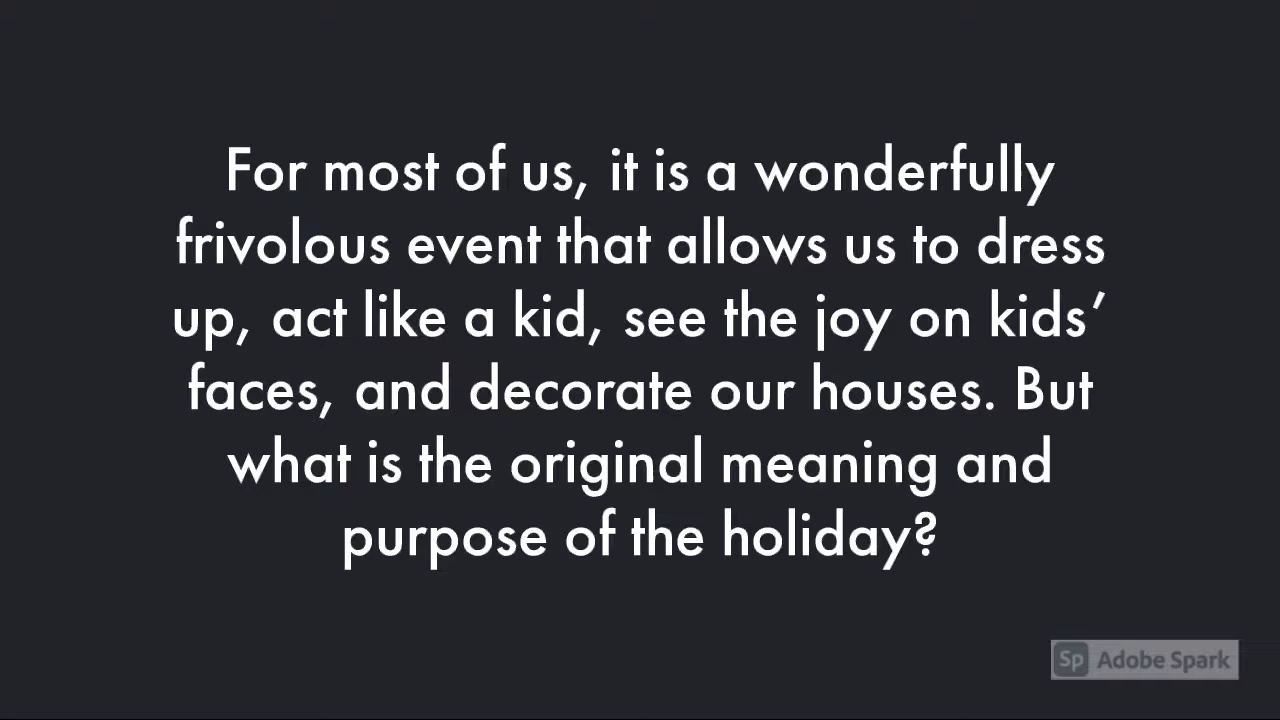 For most of us, it is a wonderfully
frivolous event that allows us to dress
up, act like a kid, see the joy on kids’
faces, and decorate our houses. But
what is the original meaning and
purpose of the holiday?
Sp Adobe Spark